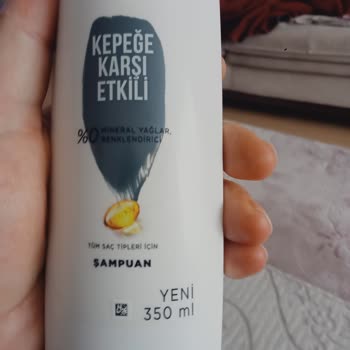 KEPEĞE
KARŞI
ETKİLİ
%0 MİNERAL YAĞLAR,
RENKLENDİRİCİ
TÜM SAÇ TİPLERİ İÇİN
ŞAMPUAN
YENİ
350 ml